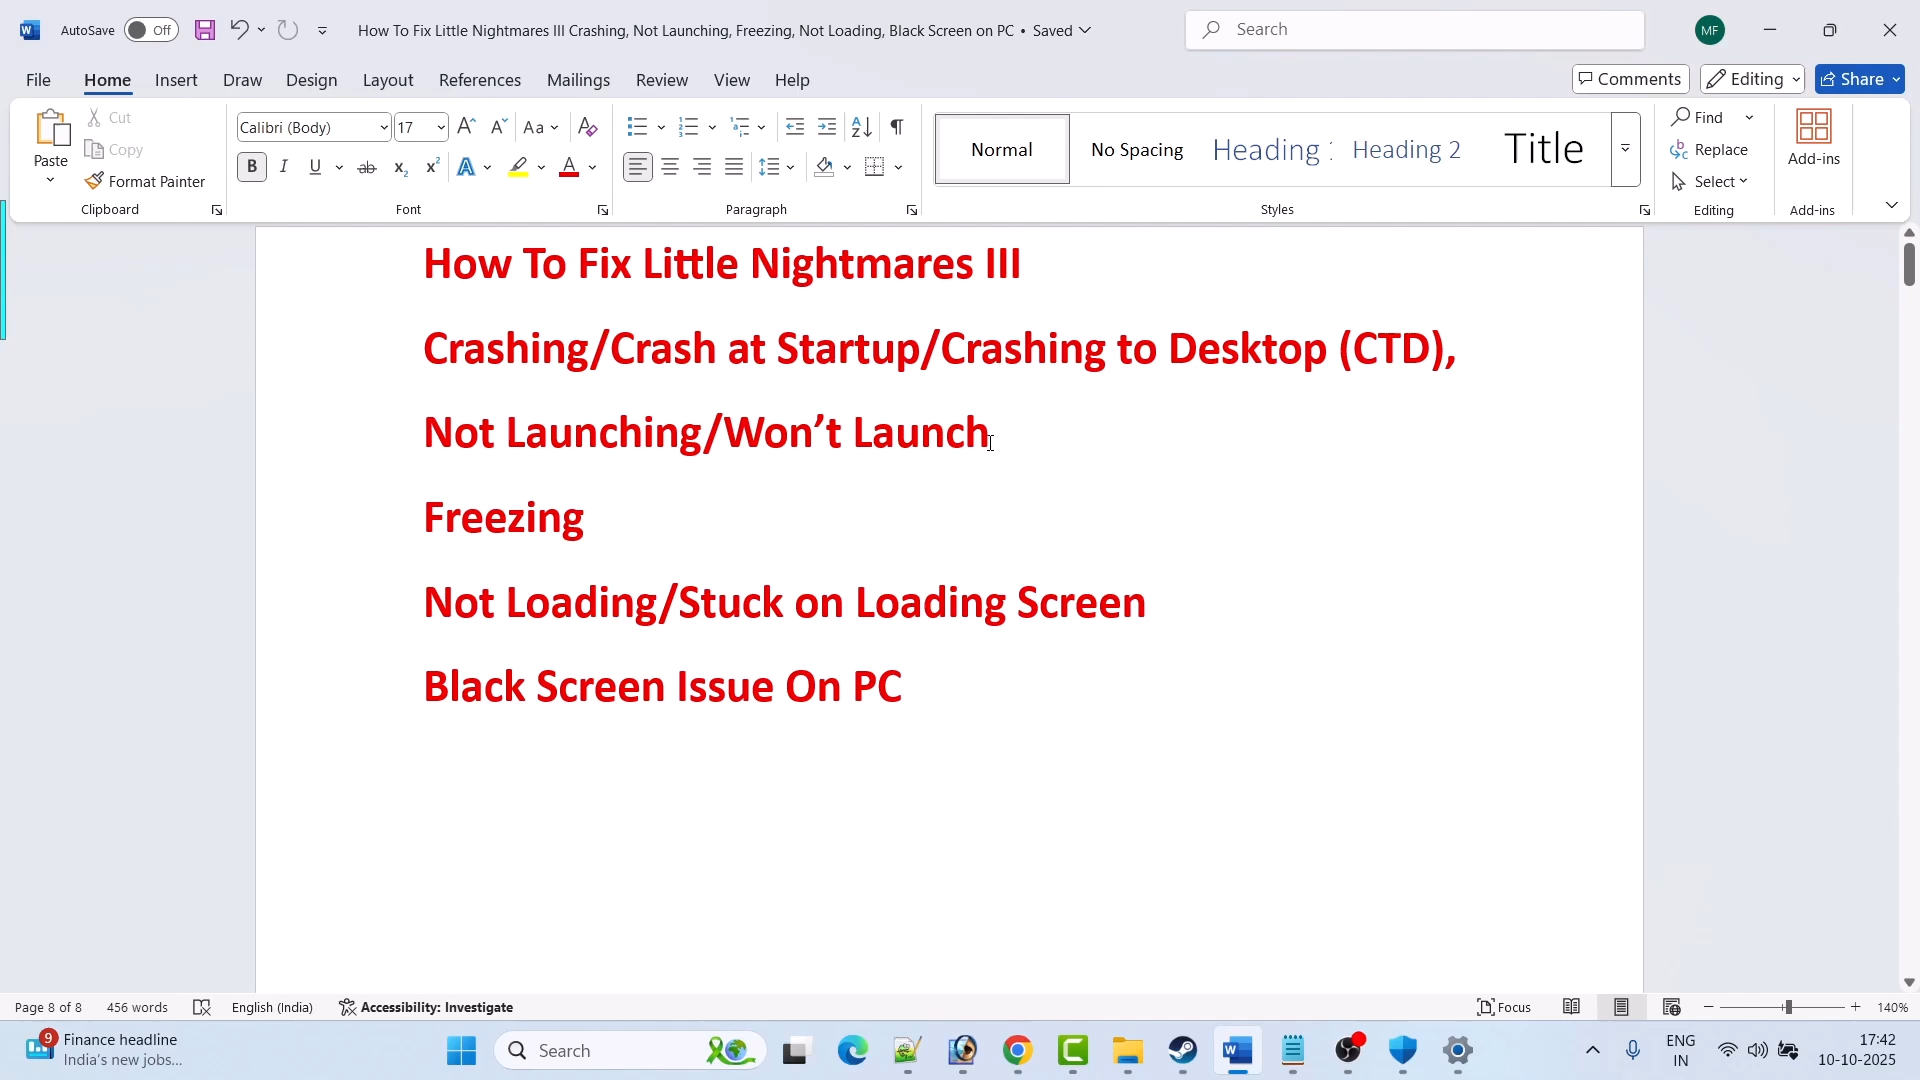 AutoSave Off How To Fix Little Nightmares III Crashing, Not Launching, Freezing, Not Loading, Black Screen on PC • Saved Search MF
File Home Insert Draw Design Layout References Mailings Review View Help Comments Editing Share
Paste Cut Copy Format Painter
Calibri (Body) 17
Normal No Spacing Heading 1 Heading 2 Title
Find Replace Select
Add-ins
Clipboard Font Paragraph Styles Editing Add-ins
How To Fix Little Nightmares III
Crashing/Crash at Startup/Crashing to Desktop (CTD),
Not Launching/Won’t Launch
Freezing
Not Loading/Stuck on Loading Screen
Black Screen Issue On PC
Page 8 of 8 456 words English (India) Accessibility: Investigate Focus 140%
9 Finance headline
India's new jobs...
Search
ENG
IN
17:42
10-10-2025